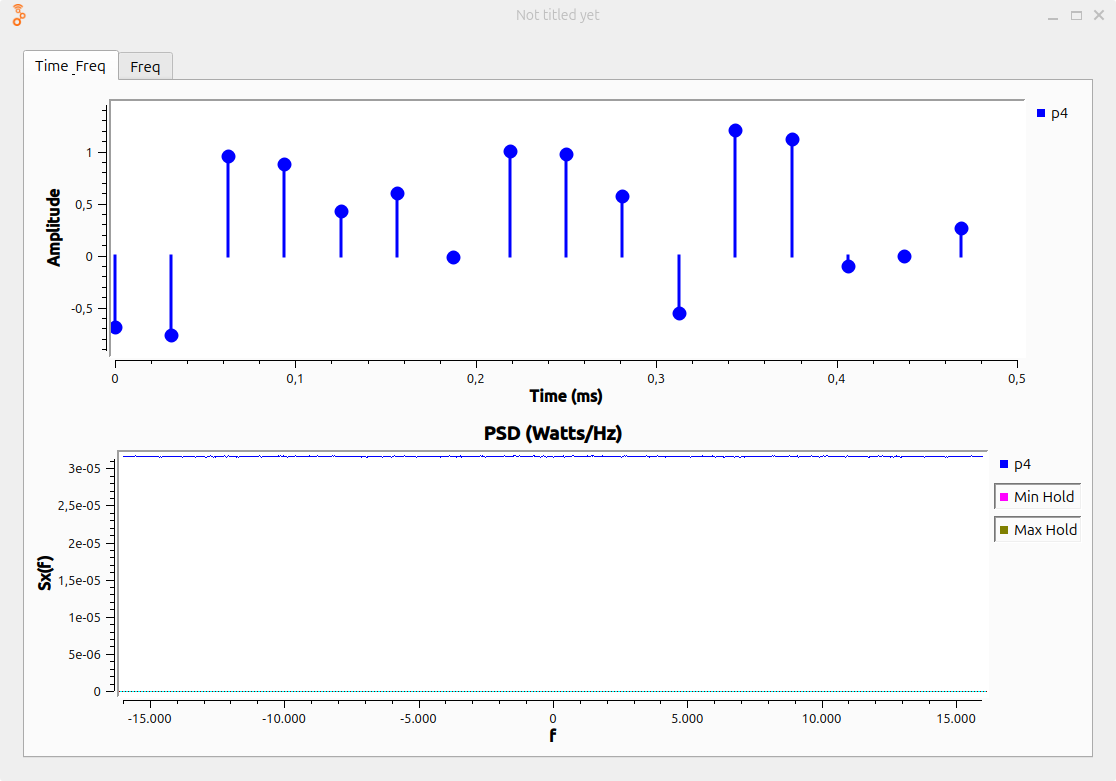 Not titled yet
Time_Freq Freq
p4
Amplitude
1
0,5
0
-0,5
0 0,1 0,2 0,3 0,4 0,5
Time (ms)
PSD (Watts/Hz)
p4
Min Hold
Max Hold
Sx(f)
3e-05
2,5e-05
2e-05
1,5e-05
1e-05
5e-06
0
-15.000 -10.000 -5.000 0 5.000 10.000 15.000
f